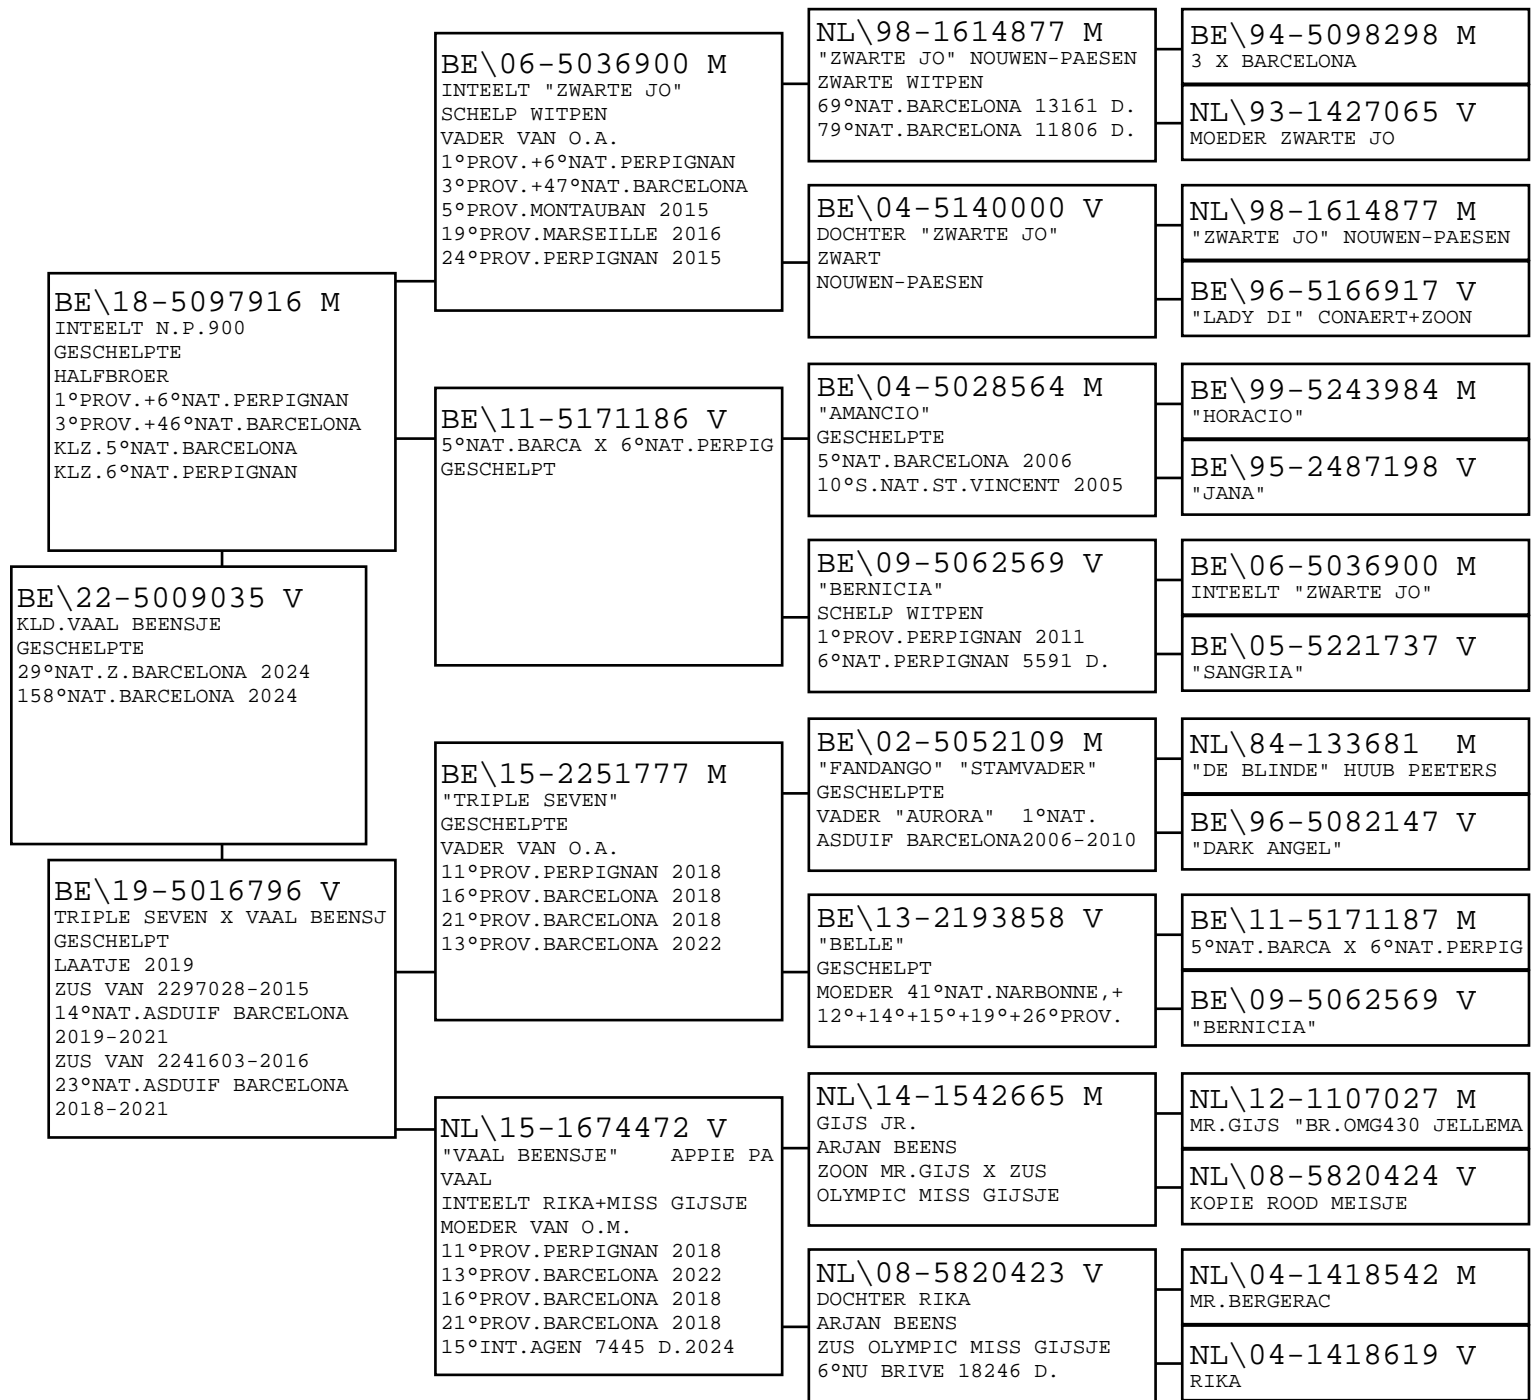 BE\22-5009035 V
KLD.VAAL BEENSJE
GESCHELPTE
29°NAT.Z.BARCELONA 2024
158°NAT.BARCELONA 2024
BE\18-5097916 M
INTEELT N.P.900
GESCHELPTE
HALFBROER
1°PROV.+6°NAT.PERPIGNAN
3°PROV.+46°NAT.BARCELONA
KLZ.5°NAT.BARCELONA
KLZ.6°NAT.PERPIGNAN
BE\19-5016796 V
TRIPLE SEVEN X VAAL BEENSJ
GESCHELPT
LAATJE 2019
ZUS VAN 2297028-2015
14°NAT.ASDUIF BARCELONA
2019-2021
ZUS VAN 2241603-2016
23°NAT.ASDUIF BARCELONA
2018-2021
BE\06-5036900 M
INTEELT "ZWARTE JO"
SCHELP WITPEN
VADER VAN O.A.
1°PROV.+6°NAT.PERPIGNAN
3°PROV.+47°NAT.BARCELONA
5°PROV.MONTAUBAN 2015
19°PROV.MARSEILLE 2016
24°PROV.PERPIGNAN 2015
BE\11-5171186 V
5°NAT.BARCA X 6°NAT.PERPIG
GESCHELPT
BE\15-2251777 M
"TRIPLE SEVEN"
GESCHELPTE
VADER VAN O.A.
11°PROV.PERPIGNAN 2018
16°PROV.BARCELONA 2018
21°PROV.BARCELONA 2018
13°PROV.BARCELONA 2022
NL\15-1674472 V
"VAAL BEENSJE" APPIE PA
VAAL
INTEELT RIKA+MISS GIJSJE
MOEDER VAN O.M.
11°PROV.PERPIGNAN 2018
13°PROV.BARCELONA 2022
16°PROV.BARCELONA 2018
21°PROV.BARCELONA 2018
15°INT.AGEN 7445 D.2024
NL\98-1614877 M
"ZWARTE JO" NOUWEN-PAESEN
ZWARTE WITPEN
69°NAT.BARCELONA 13161 D.
79°NAT.BARCELONA 11806 D.
BE\04-5140000 V
DOCHTER "ZWARTE JO"
ZWART
NOUWEN-PAESEN
BE\04-5028564 M
"AMANCIO"
GESCHELPTE
5°NAT.BARCELONA 2006
10°S.NAT.ST.VINCENT 2005
BE\09-5062569 V
"BERNICIA"
SCHELP WITPEN
1°PROV.PERPIGNAN 2011
6°NAT.PERPIGNAN 5591 D.
BE\02-5052109 M
"FANDANGO" "STAMVADER"
GESCHELPTE
VADER "AURORA" 1°NAT.
ASDUIF BARCELONA2006-2010
BE\13-2193858 V
"BELLE"
GESCHELPT
MOEDER 41°NAT.NARBONNE,+
12°+14°+15°+19°+26°PROV.
NL\14-1542665 M
GIJS JR.
ARJAN BEENS
ZOON MR.GIJS X ZUS
OLYMPIC MISS GIJSJE
NL\08-5820423 V
DOCHTER RIKA
ARJAN BEENS
ZUS OLYMPIC MISS GIJSJE
6°NU BRIVE 18246 D.
BE\94-5098298 M
3 X BARCELONA
NL\93-1427065 V
MOEDER ZWARTE JO
NL\98-1614877 M
"ZWARTE JO" NOUWEN-PAESEN
BE\96-5166917 V
"LADY DI" CONAERT+ZOON
BE\99-5243984 M
"HORACIO"
BE\95-2487198 V
"JANA"
BE\06-5036900 M
INTEELT "ZWARTE JO"
BE\05-5221737 V
"SANGRIA"
NL\84-133681 M
"DE BLINDE" HUUB PEETERS
BE\96-5082147 V
"DARK ANGEL"
BE\11-5171187 M
5°NAT.BARCA X 6°NAT.PERPIG
BE\09-5062569 V
"BERNICIA"
NL\12-1107027 M
MR.GIJS "BR.OMG430 JELLEMA
NL\08-5820424 V
KOPIE ROOD MEISJE
NL\04-1418542 M
MR.BERGERAC
NL\04-1418619 V
RIKA